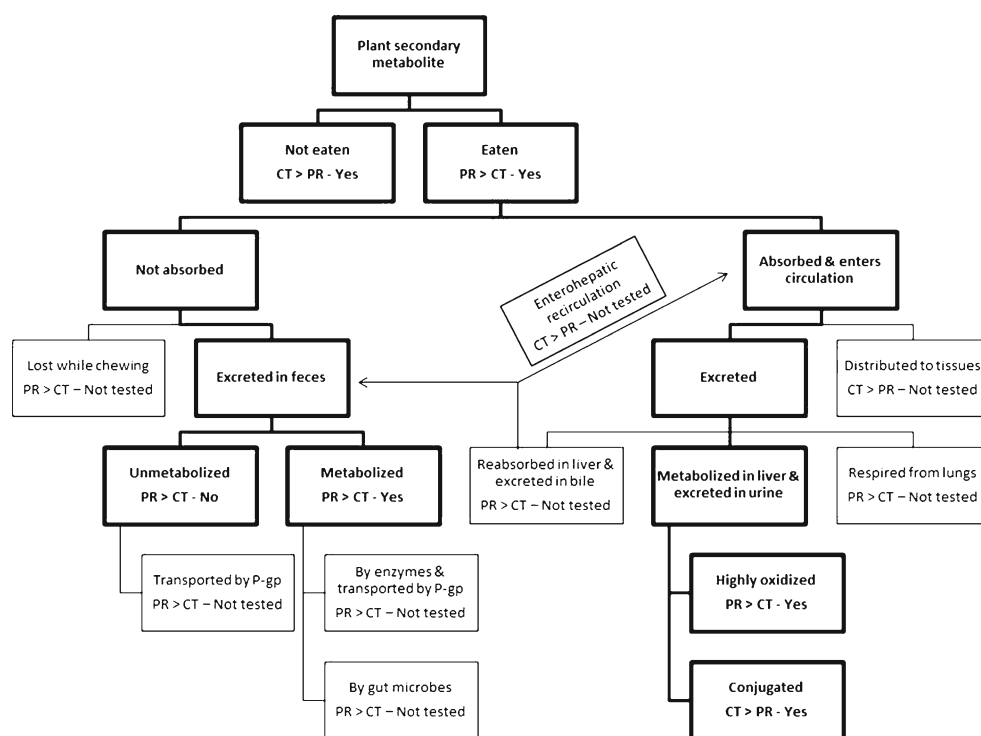 Plant secondary
metabolite
Not eaten
CT > PR - Yes
Eaten
PR > CT - Yes
Not absorbed
Enterohepatic
recirculation
CT > PR – Not tested
Absorbed & enters
circulation
Lost while chewing
PR > CT – Not tested
Excreted in feces
Excreted
Distributed to tissues
CT > PR – Not tested
Unmetabolized
PR > CT - No
Metabolized
PR > CT - Yes
Reabsorbed in liver &
excreted in bile
PR > CT – Not tested
Metabolized in liver &
excreted in urine
Respired from lungs
PR > CT – Not tested
Transported by P-gp
PR > CT – Not tested
By enzymes &
transported by P-gp
PR > CT – Not tested
Highly oxidized
PR > CT - Yes
By gut microbes
PR > CT – Not tested
Conjugated
CT > PR - Yes